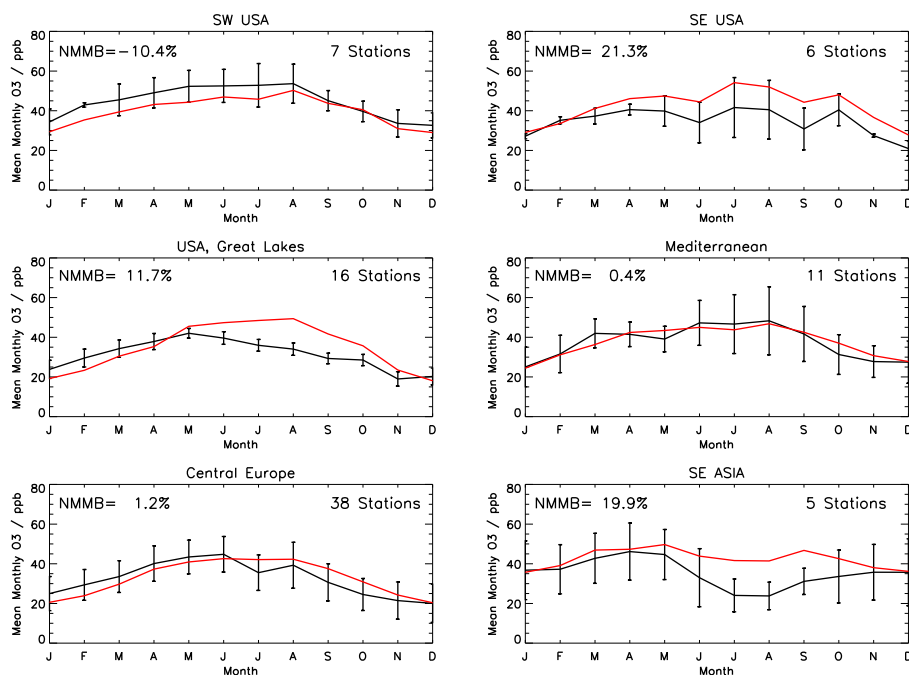 SW USA
NMMB=-10.4% 7 Stations
Mean Monthly O3 / ppb
80
60
40
20
0
J F M A M J J A S O N D
Month
SE USA
NMMB= 21.3% 6 Stations
Mean Monthly O3 / ppb
80
60
40
20
0
J F M A M J J A S O N D
Month
USA, Great Lakes
NMMB= 11.7% 16 Stations
Mean Monthly O3 / ppb
80
60
40
20
0
J F M A M J J A S O N D
Month
Mediterranean
NMMB= 0.4% 11 Stations
Mean Monthly O3 / ppb
80
60
40
20
0
J F M A M J J A S O N D
Month
Central Europe
NMMB= 1.2% 38 Stations
Mean Monthly O3 / ppb
80
60
40
20
0
J F M A M J J A S O N D
Month
SE ASIA
NMMB= 19.9% 5 Stations
Mean Monthly O3 / ppb
80
60
40
20
0
J F M A M J J A S O N D
Month